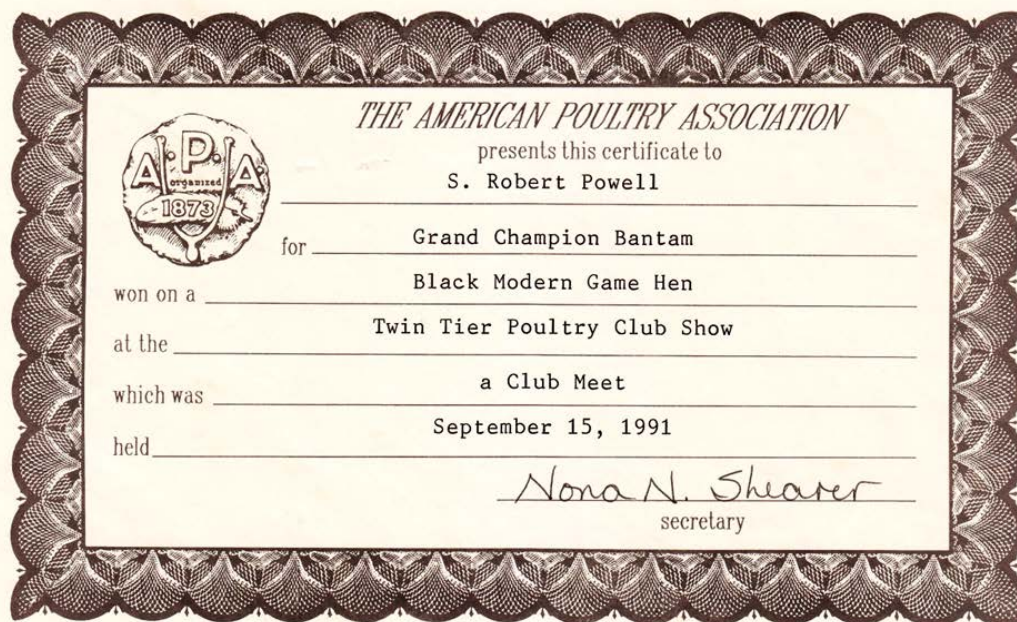 THE AMERICAN POULTRY ASSOCIATION
presents this certificate to
A.P.A.
organized
1873
S. Robert Powell
for Grand Champion Bantam
won on a Black Modern Game Hen
at the Twin Tier Poultry Club Show
which was a Club Meet
held September 15, 1991
Nona N. Shearer
secretary